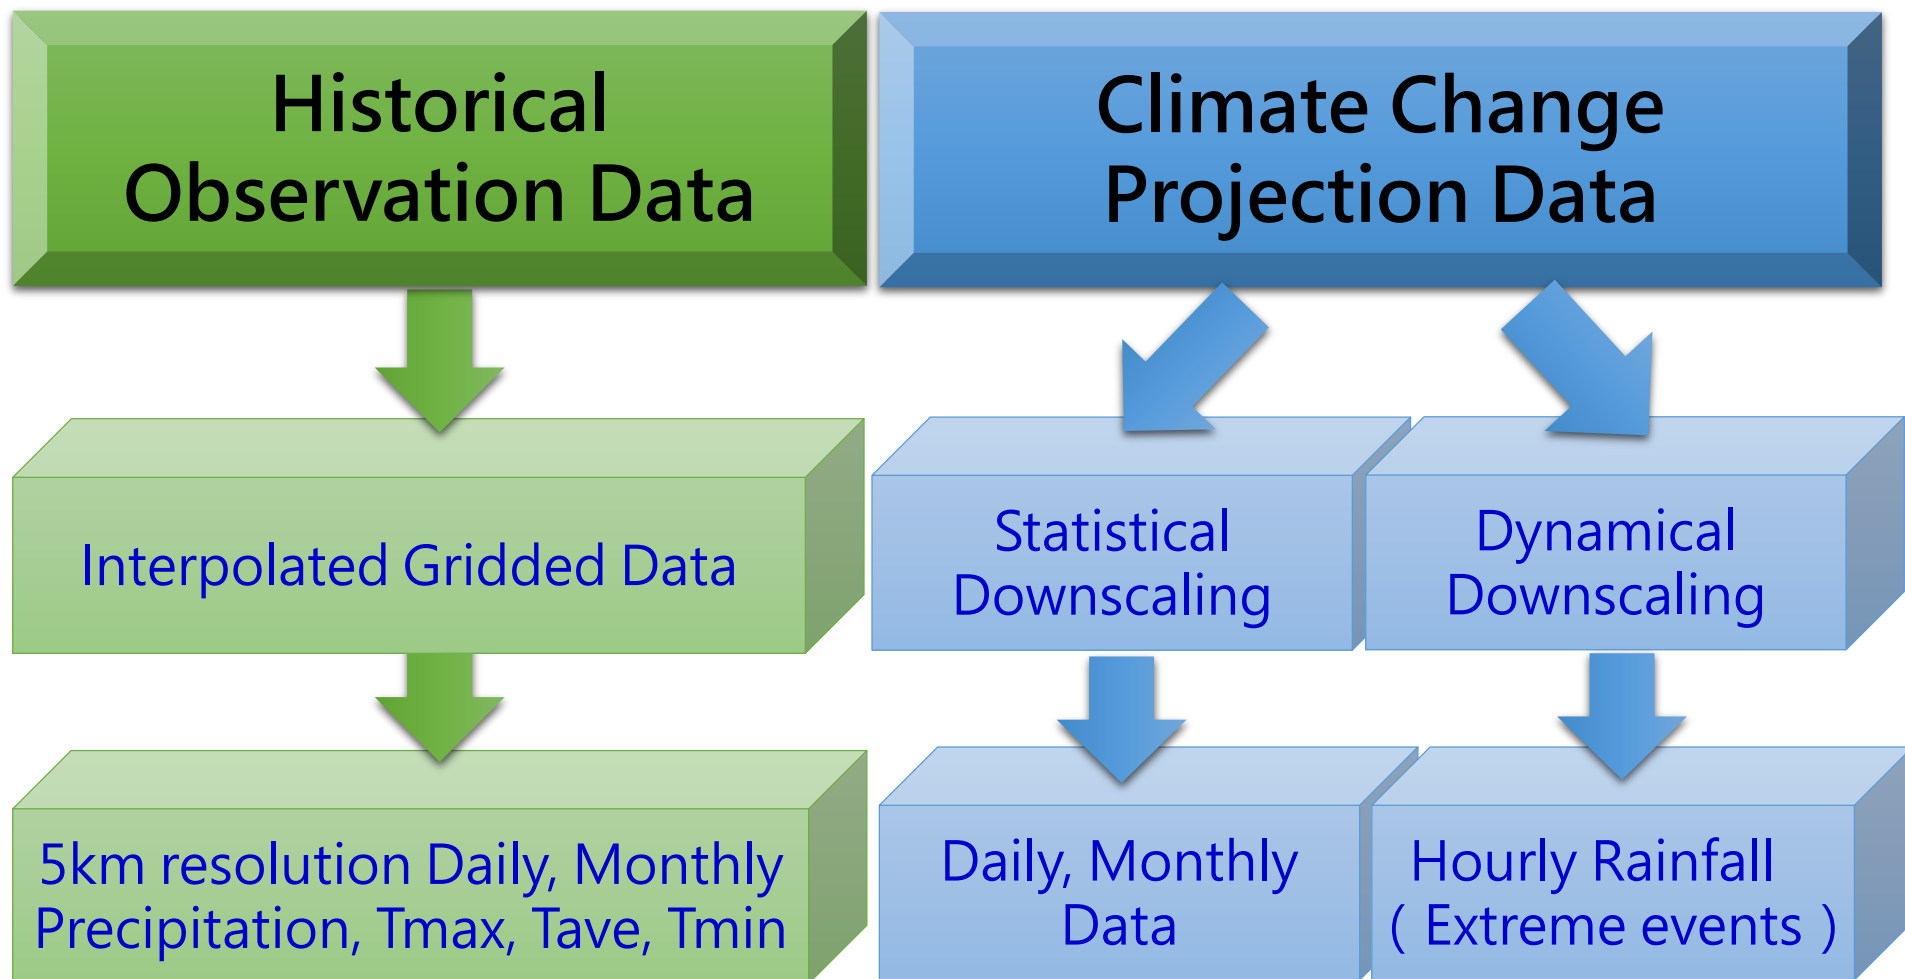 Historical
Observation Data
Climate Change
Projection Data
Interpolated Gridded Data
Statistical
Downscaling
Dynamical
Downscaling
5km resolution Daily, Monthly
Precipitation, Tmax, Tave, Tmin
Daily, Monthly
Data
Hourly Rainfall
( Extreme events )